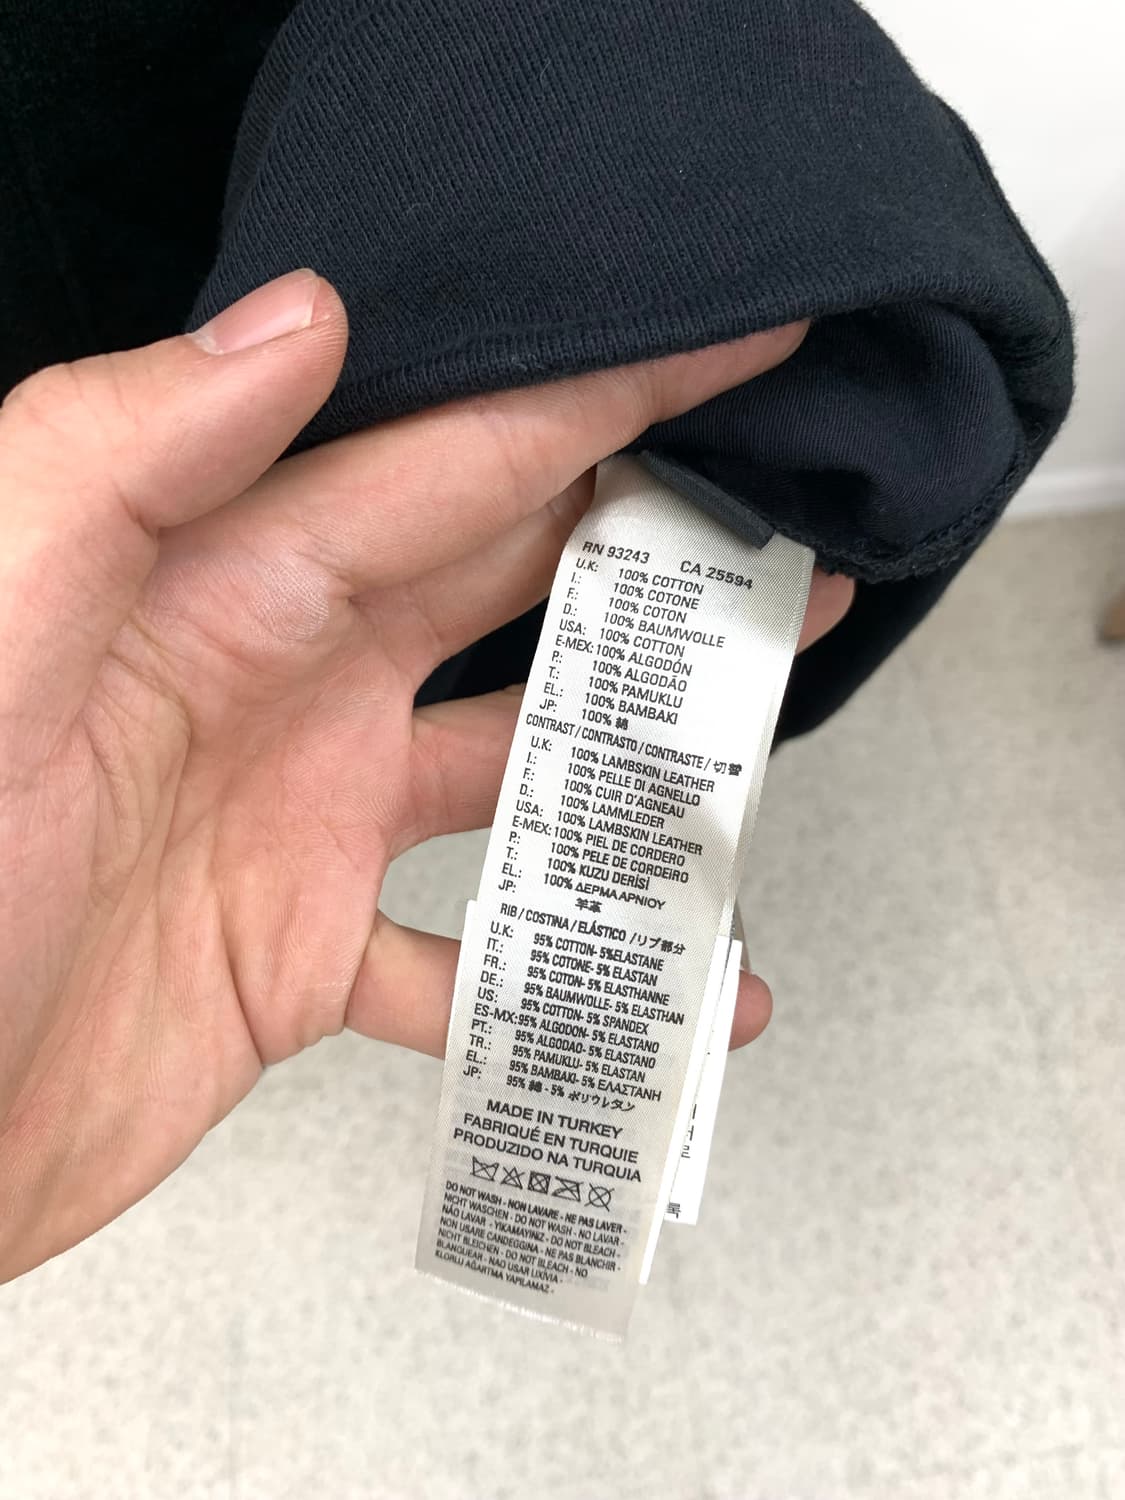 RN 93243 CA 25594
U.K: 100% COTTON
I.: 100% COTONE
F.: 100% COTON
D.: 100% BAUMWOLLE
USA: 100% COTTON
E-MEX: 100% ALGODÓN
P.: 100% ALGODÃO
T.: 100% PAMUKLU
EL.: 100% BAMBAKI
JP: 100% 綿
CONTRAST / CONTRASTO / CONTRASTE / 切替
U.K: 100% LAMBSKIN LEATHER
I.: 100% PELLE DI AGNELLO
F.: 100% CUIR D'AGNEAU
D.: 100% LAMMLEDER
USA: 100% LAMBSKIN LEATHER
E-MEX: 100% PIEL DE CORDERO
P.: 100% PELE DE CORDEIRO
T.: 100% KUZU DERİSİ
EL.: 100% ΔΕΡΜΑ ΑΡΝΙΟΥ
JP: 羊革
RIB / COSTINA / ELÁSTICO / リブ部分
U.K.: 95% COTTON- 5%ELASTANE
IT.: 95% COTONE- 5% ELASTAN
FR.: 95% COTON- 5% ELASTHANNE
DE.: 95% BAUMWOLLE- 5% ELASTHAN
US: 95% COTTON- 5% SPANDEX
ES-MX: 95% ALGODON- 5% ELASTANO
PT.: 95% ALGODAO- 5% ELASTANO
TR.: 95% PAMUKLU- 5% ELASTAN
EL.: 95% BAMBAKI- 5% ΕΛΑΣΤΑΝΗ
JP: 95% 綿 - 5% ポリウレタン
MADE IN TURKEY
FABRIQUÉ EN TURQUIE
PRODUZIDO NA TURQUIA
DO NOT WASH - NON LAVARE - NE PAS LAVER -
NICHT WASCHEN - DO NOT WASH - NO LAVAR -
NÃO LAVAR - YIKAMAYINIZ - DO NOT BLEACH -
NON USARE CANDEGGINA - NE PAS BLANCHIR -
NICHT BLEICHEN - DO NOT BLEACH - NO
BLANQUEAR - NAO USAR LIXÍVIA -
KLORLU AĞARTMA YAPILAMAZ -